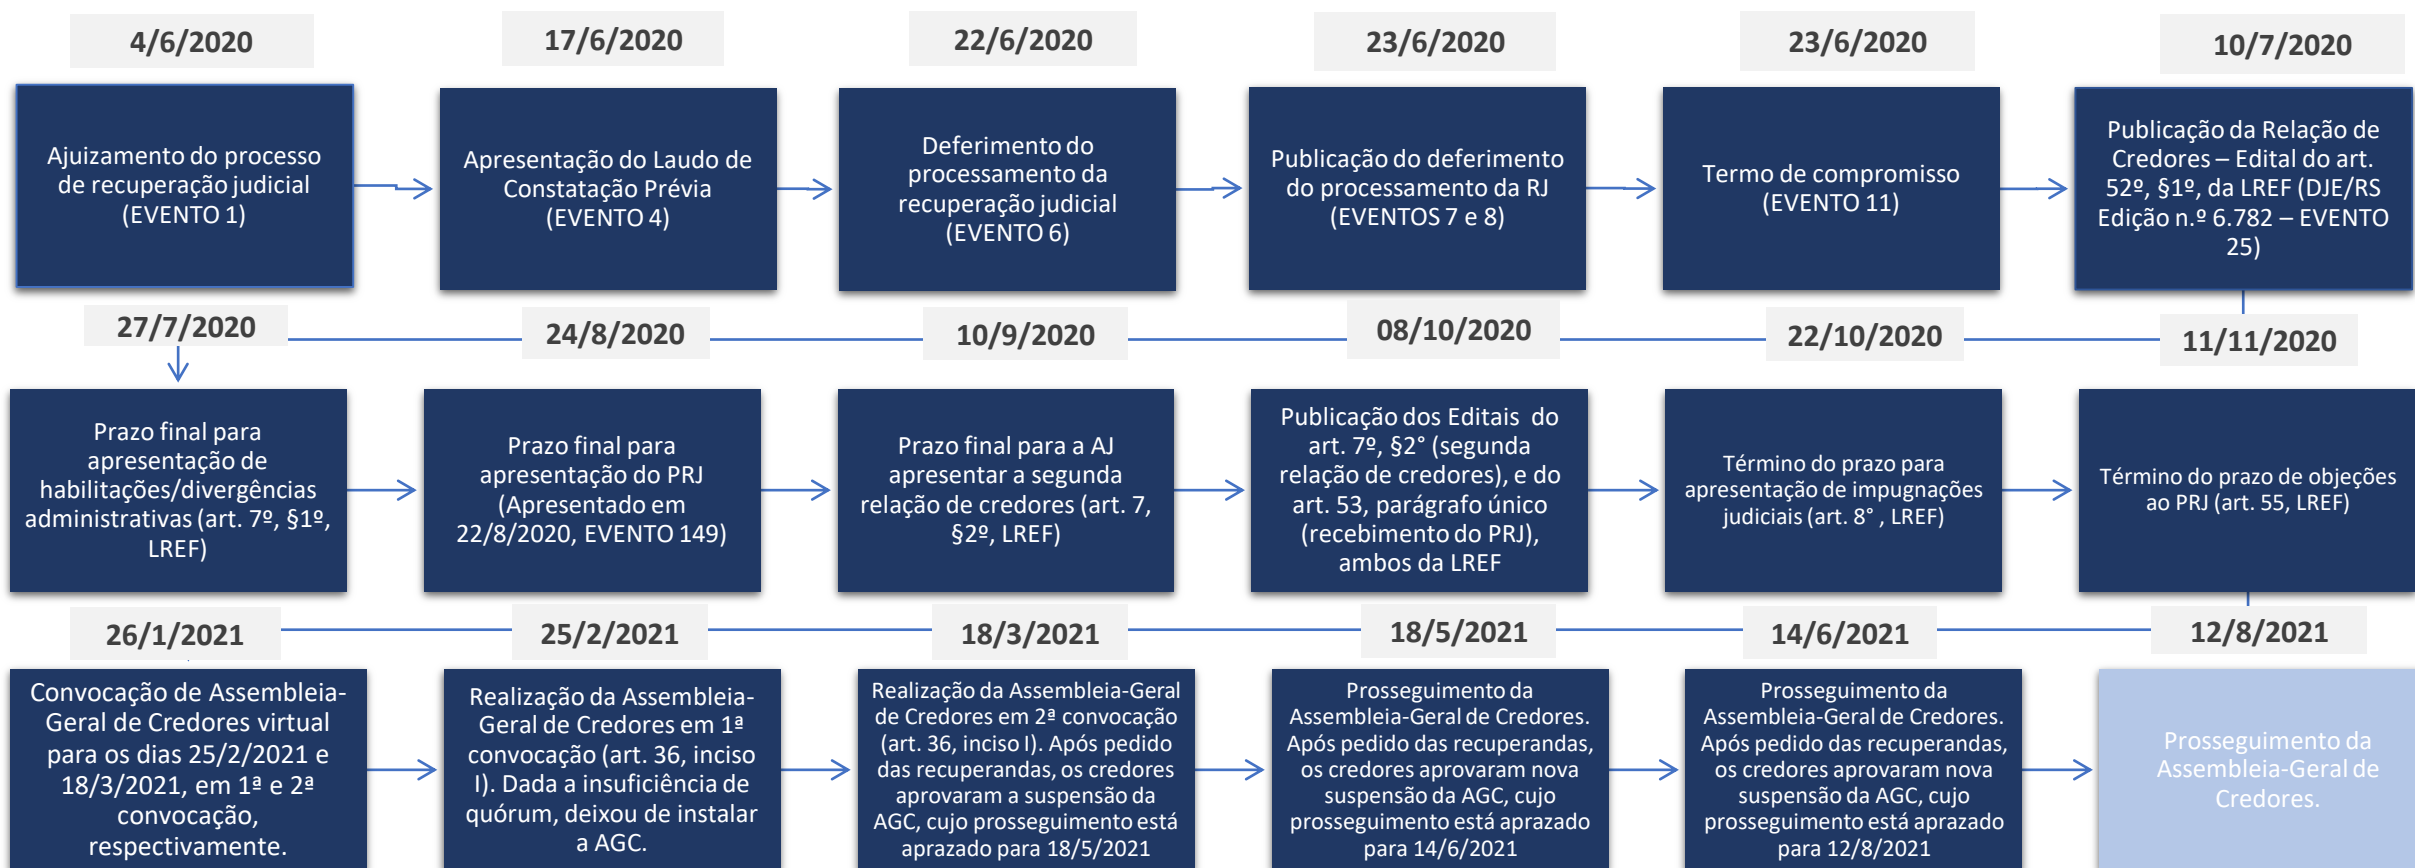 4/6/2020
17/6/2020
22/6/2020
23/6/2020
23/6/2020
10/7/2020
Ajuizamento do processo
de recuperação judicial
(EVENTO 1)
Apresentação do Laudo de
Constatação Prévia
(EVENTO 4)
Deferimento do
processamento da
recuperação judicial
(EVENTO 6)
Publicação do deferimento
do processamento da RJ
(EVENTOS 7 e 8)
Termo de compromisso
(EVENTO 11)
Publicação da Relação de
Credores – Edital do art.
52º, §1º, da LREF (DJE/RS
Edição n.º 6.782 – EVENTO
25)
27/7/2020
24/8/2020
10/9/2020
08/10/2020
22/10/2020
11/11/2020
Prazo final para
apresentação de
habilitações/divergências
administrativas (art. 7º, §1º,
LREF)
Prazo final para
apresentação do PRJ
(Apresentado em
22/8/2020, EVENTO 149)
Prazo final para a AJ
apresentar a segunda
relação de credores (art. 7,
§2º, LREF)
Publicação dos Editais do
art. 7º, §2° (segunda
relação de credores), e do
art. 53, parágrafo único
(recebimento do PRJ),
ambos da LREF
Término do prazo para
apresentação de impugnações
judiciais (art. 8° , LREF)
Término do prazo de objeções
ao PRJ (art. 55, LREF)
26/1/2021
25/2/2021
18/3/2021
18/5/2021
14/6/2021
12/8/2021
Convocação de Assembleia-
Geral de Credores virtual
para os dias 25/2/2021 e
18/3/2021, em 1ª e 2ª
convocação,
respectivamente.
Realização da Assembleia-
Geral de Credores em 1ª
convocação (art. 36, inciso
I). Dada a insuficiência de
quórum, deixou de instalar
a AGC.
Realização da Assembleia-Geral
de Credores em 2ª convocação
(art. 36, inciso I). Após pedido
das recuperandas, os credores
aprovaram a suspensão da
AGC, cujo prosseguimento está
aprazado para 18/5/2021
Prosseguimento da
Assembleia-Geral de Credores.
Após pedido das recuperandas,
os credores aprovaram nova
suspensão da AGC, cujo
prosseguimento está aprazado
para 14/6/2021
Prosseguimento da
Assembleia-Geral de Credores.
Após pedido das recuperandas,
os credores aprovaram nova
suspensão da AGC, cujo
prosseguimento está aprazado
para 12/8/2021
Prosseguimento da
Assembleia-Geral de
Credores.